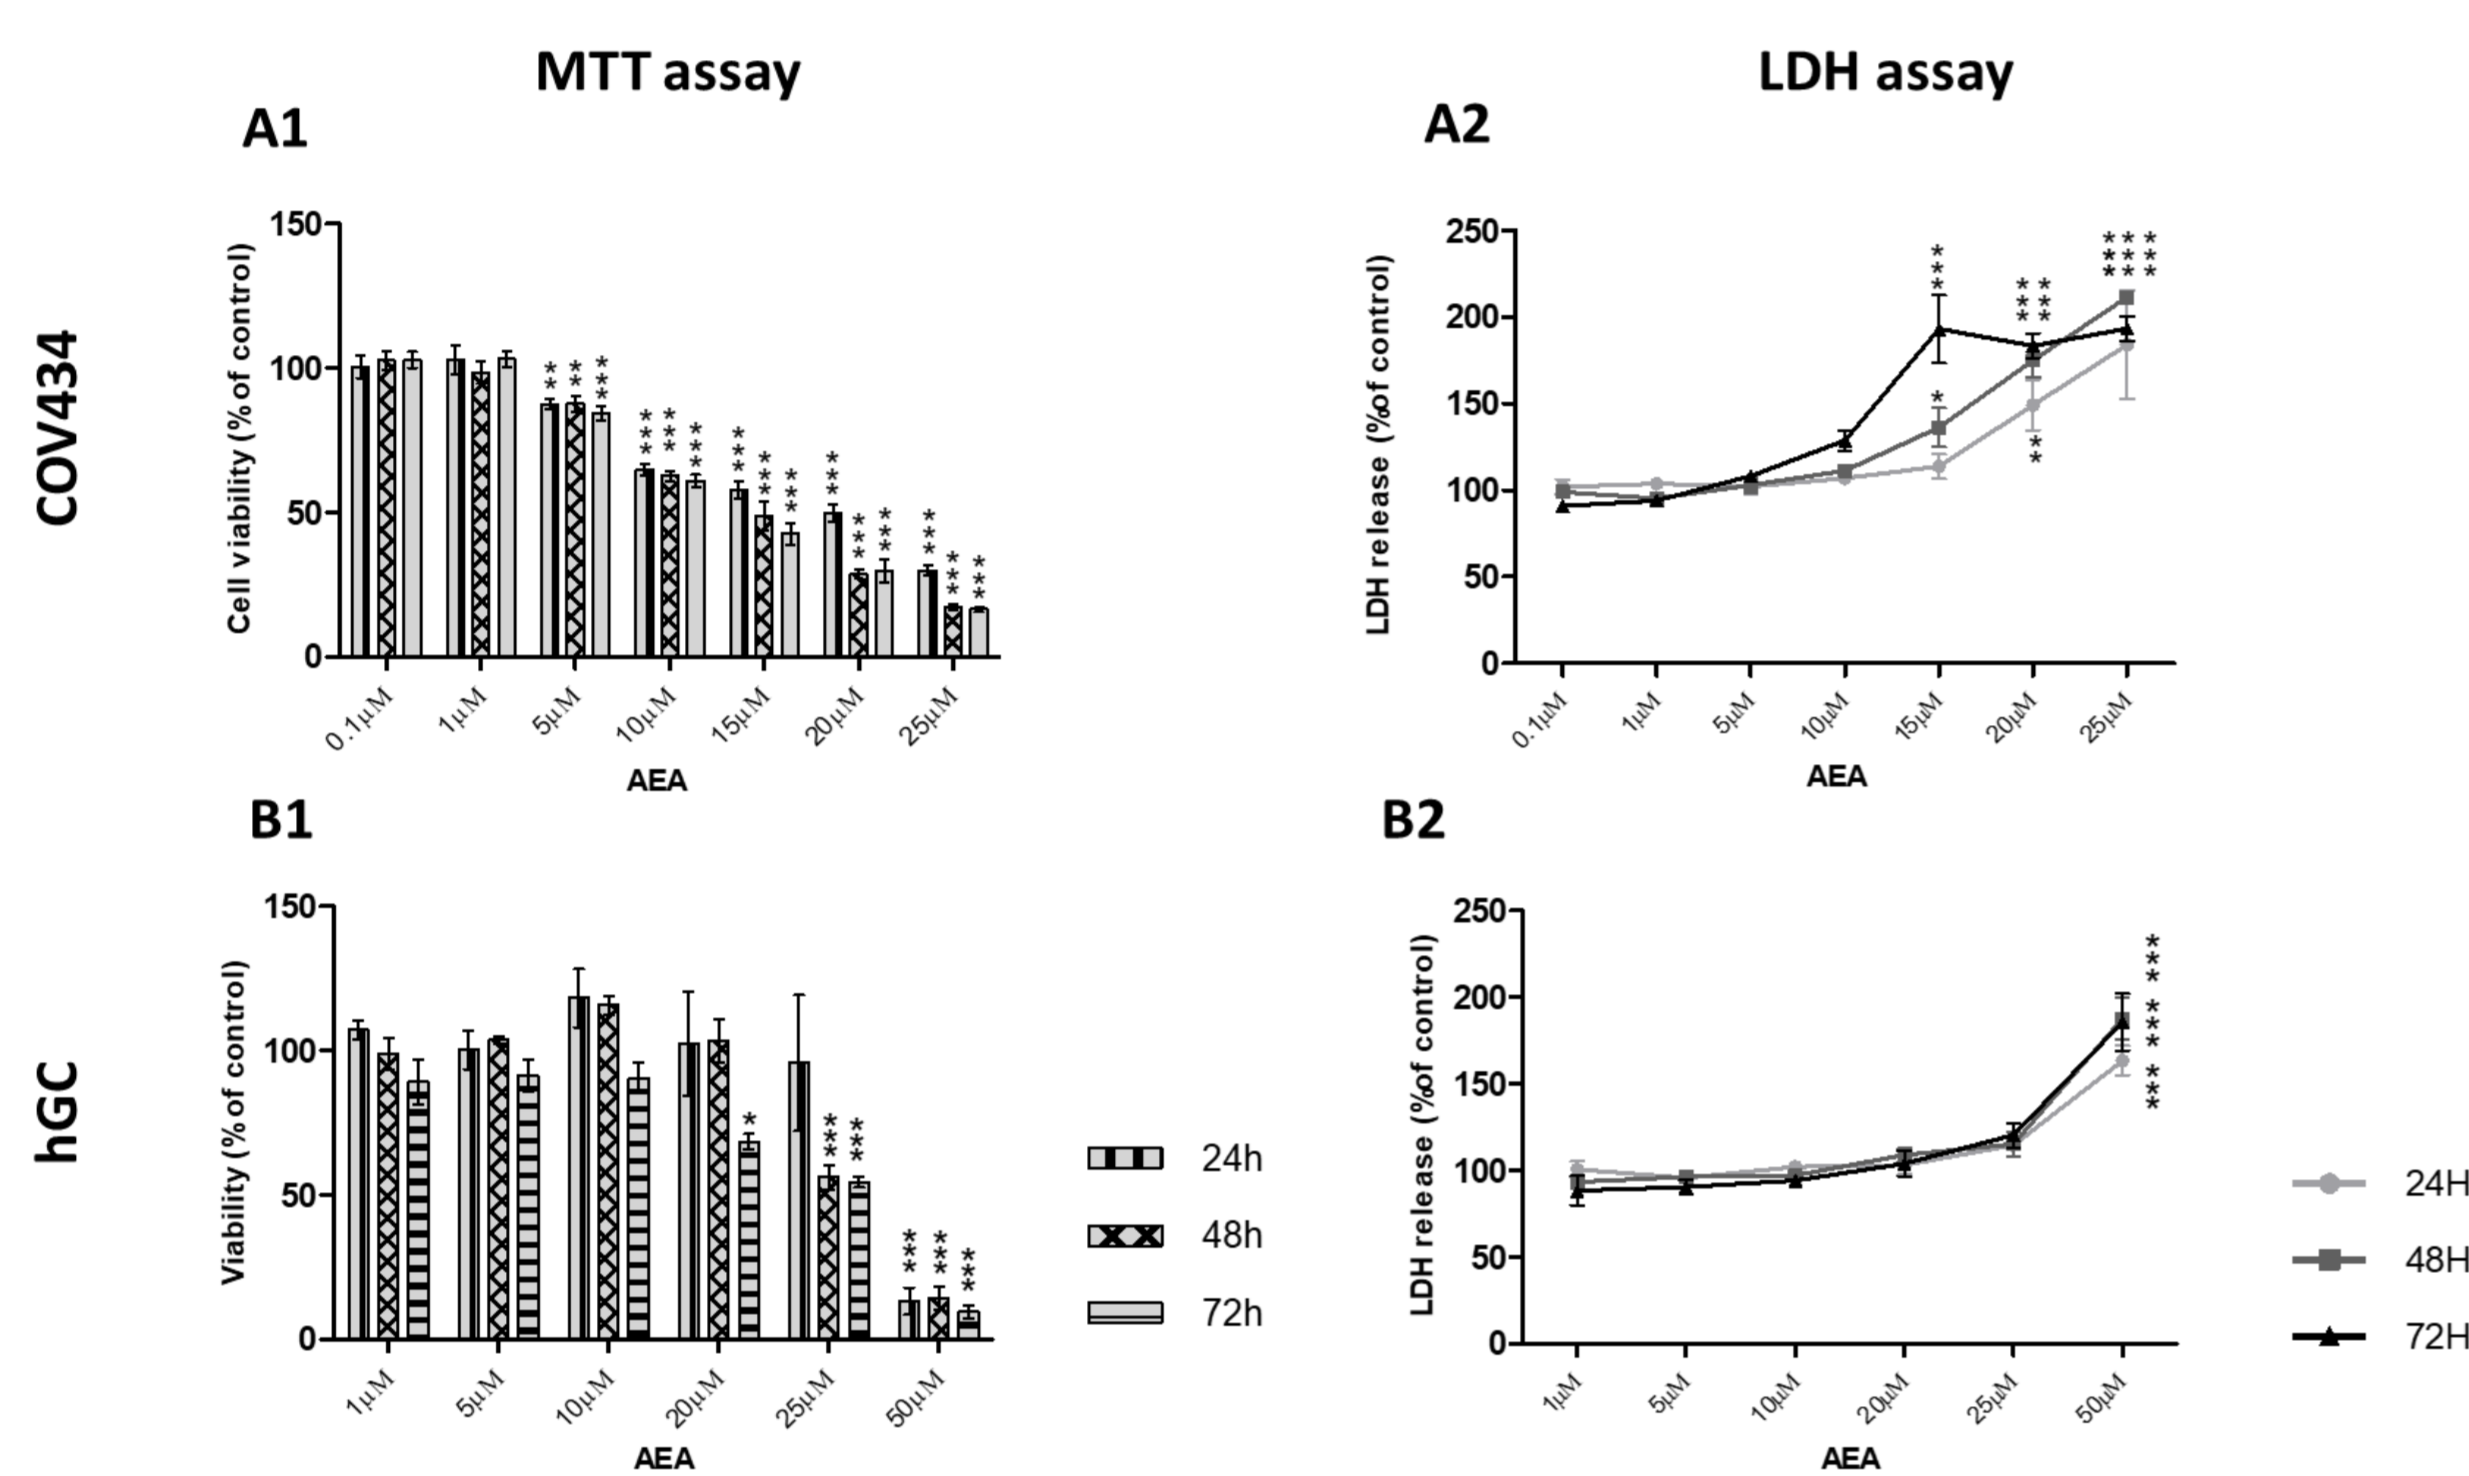 MTT assay
LDH assay
COV434
A1
150
100
50
0
Cell viability (% of control)
** ** ***
*** *** ***
*** *** ***
*** *** ***
*** *** ***
0.1µM 1µM 5µM 10µM 15µM 20µM 25µM
AEA
A2
250
200
150
100
50
0
LDH release (%of control)
***
*
*** ***
**
*** *** ***
0.1µM 1µM 5µM 10µM 15µM 20µM 25µM
AEA
hGC
B1
150
100
50
0
Viability (% of control)
*
*** ***
*** *** ***
1µM 5µM 10µM 20µM 25µM 50µM
AEA
24h
48h
72h
B2
250
200
150
100
50
0
LDH release (%of control)
*** *** ***
1µM 5µM 10µM 20µM 25µM 50µM
AEA
24H
48H
72H